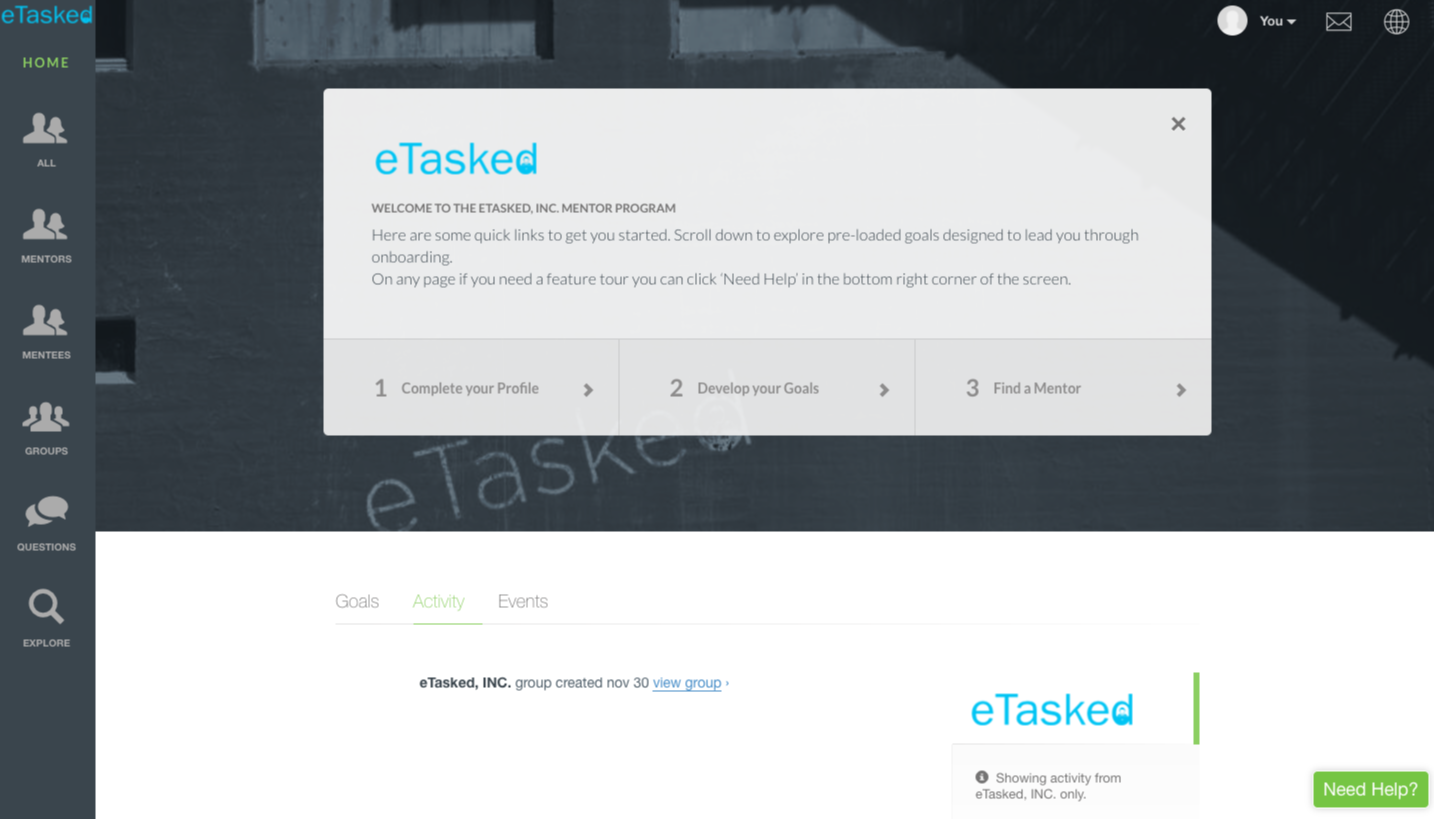 eTasked
HOME
ALL
MENTORS
MENTEES
GROUPS
QUESTIONS
EXPLORE
You
eTasked
WELCOME TO THE ETASKED, INC. MENTOR PROGRAM
Here are some quick links to get you started. Scroll down to explore pre-loaded goals designed to lead you through
onboarding.
On any page if you need a feature tour you can click 'Need Help' in the bottom right corner of the screen.
1 Complete your Profile
2 Develop your Goals
3 Find a Mentor
eTasked
Goals Activity Events
eTasked, INC. group created nov 30 view group ›
eTasked
Showing activity from
eTasked, INC. only.
Need Help?